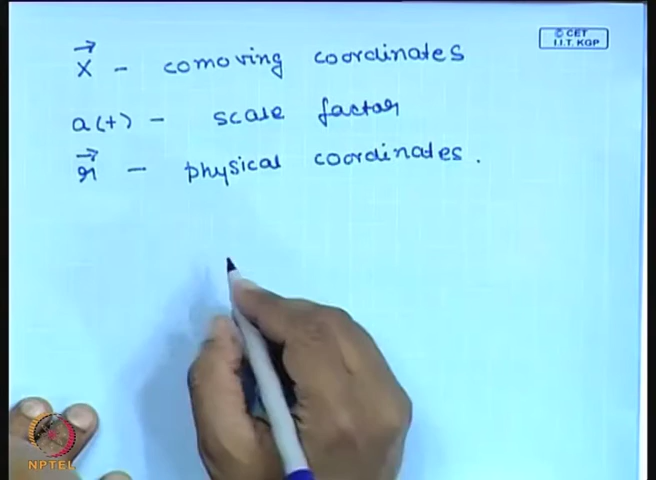 x⃗ - comoving coordinates
© CET
I.I.T. KGP
a(t) - scale factor
r⃗ - physical coordinates.
NPTEL